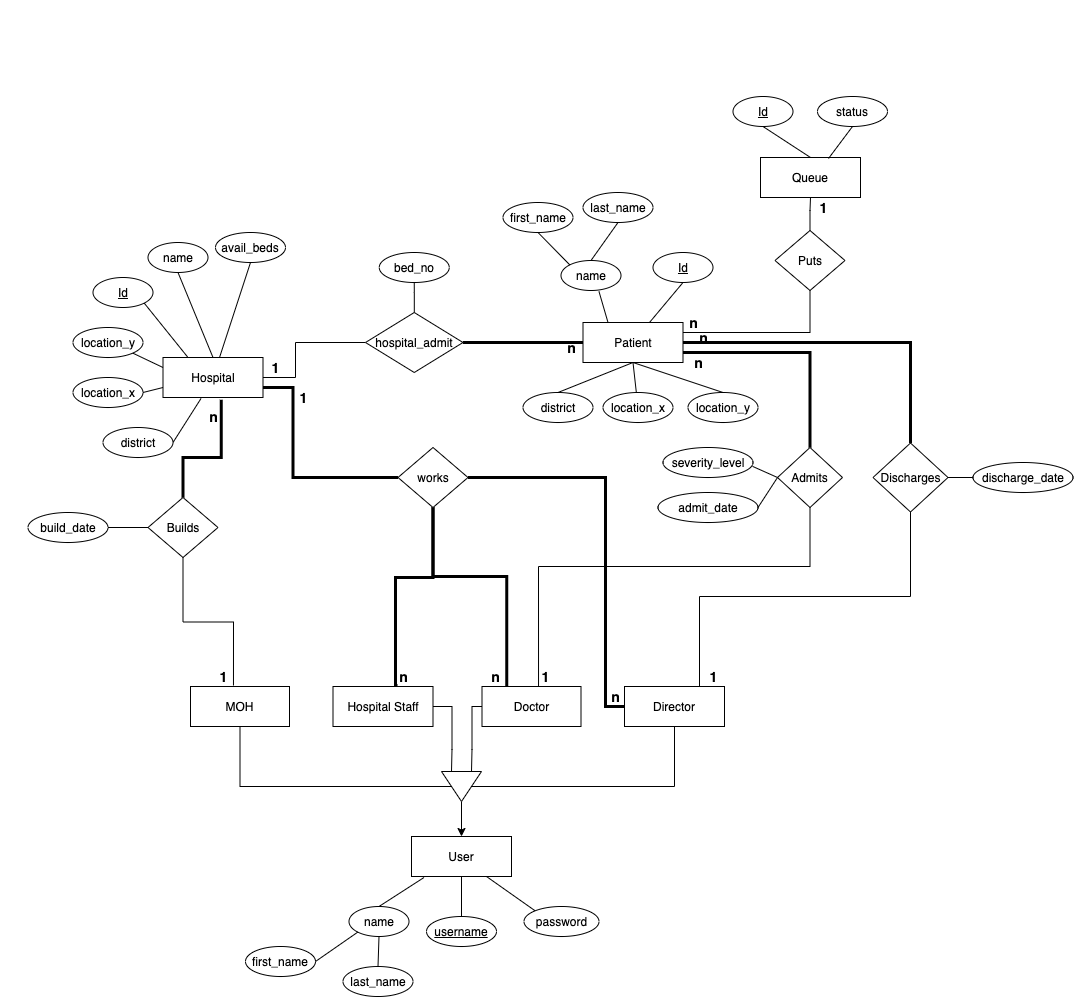 Id
status
Queue
1
last_name
first_name
avail_beds
name
Puts
bed_no
name
Id
Id
n
n
location_y
hospital_admit
Patient
n
n
1
Hospital
location_x
1
district
location_x
location_y
n
district
severity_level
works
Admits
Discharges
discharge_date
admit_date
build_date
Builds
1
n
n
1
1
n
MOH
Hospital Staff
Doctor
Director
User
name
username
password
first_name
last_name